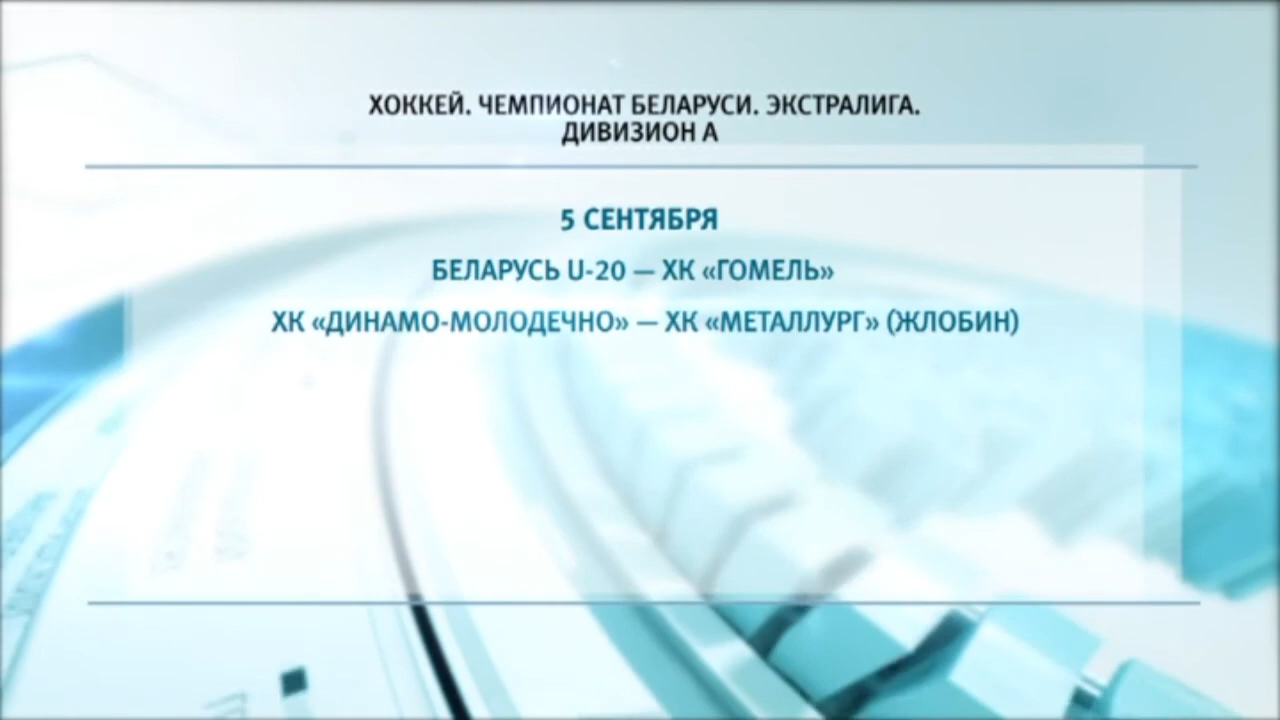 ХОККЕЙ. ЧЕМПИОНАТ БЕЛАРУСИ. ЭКСТРАЛИГА.
ДИВИЗИОН А
5 СЕНТЯБРЯ
БЕЛАРУСЬ U-20 — ХК «ГОМЕЛЬ»
ХК «ДИНАМО-МОЛОДЕЧНО» — ХК «МЕТАЛЛУРГ» (ЖЛОБИН)